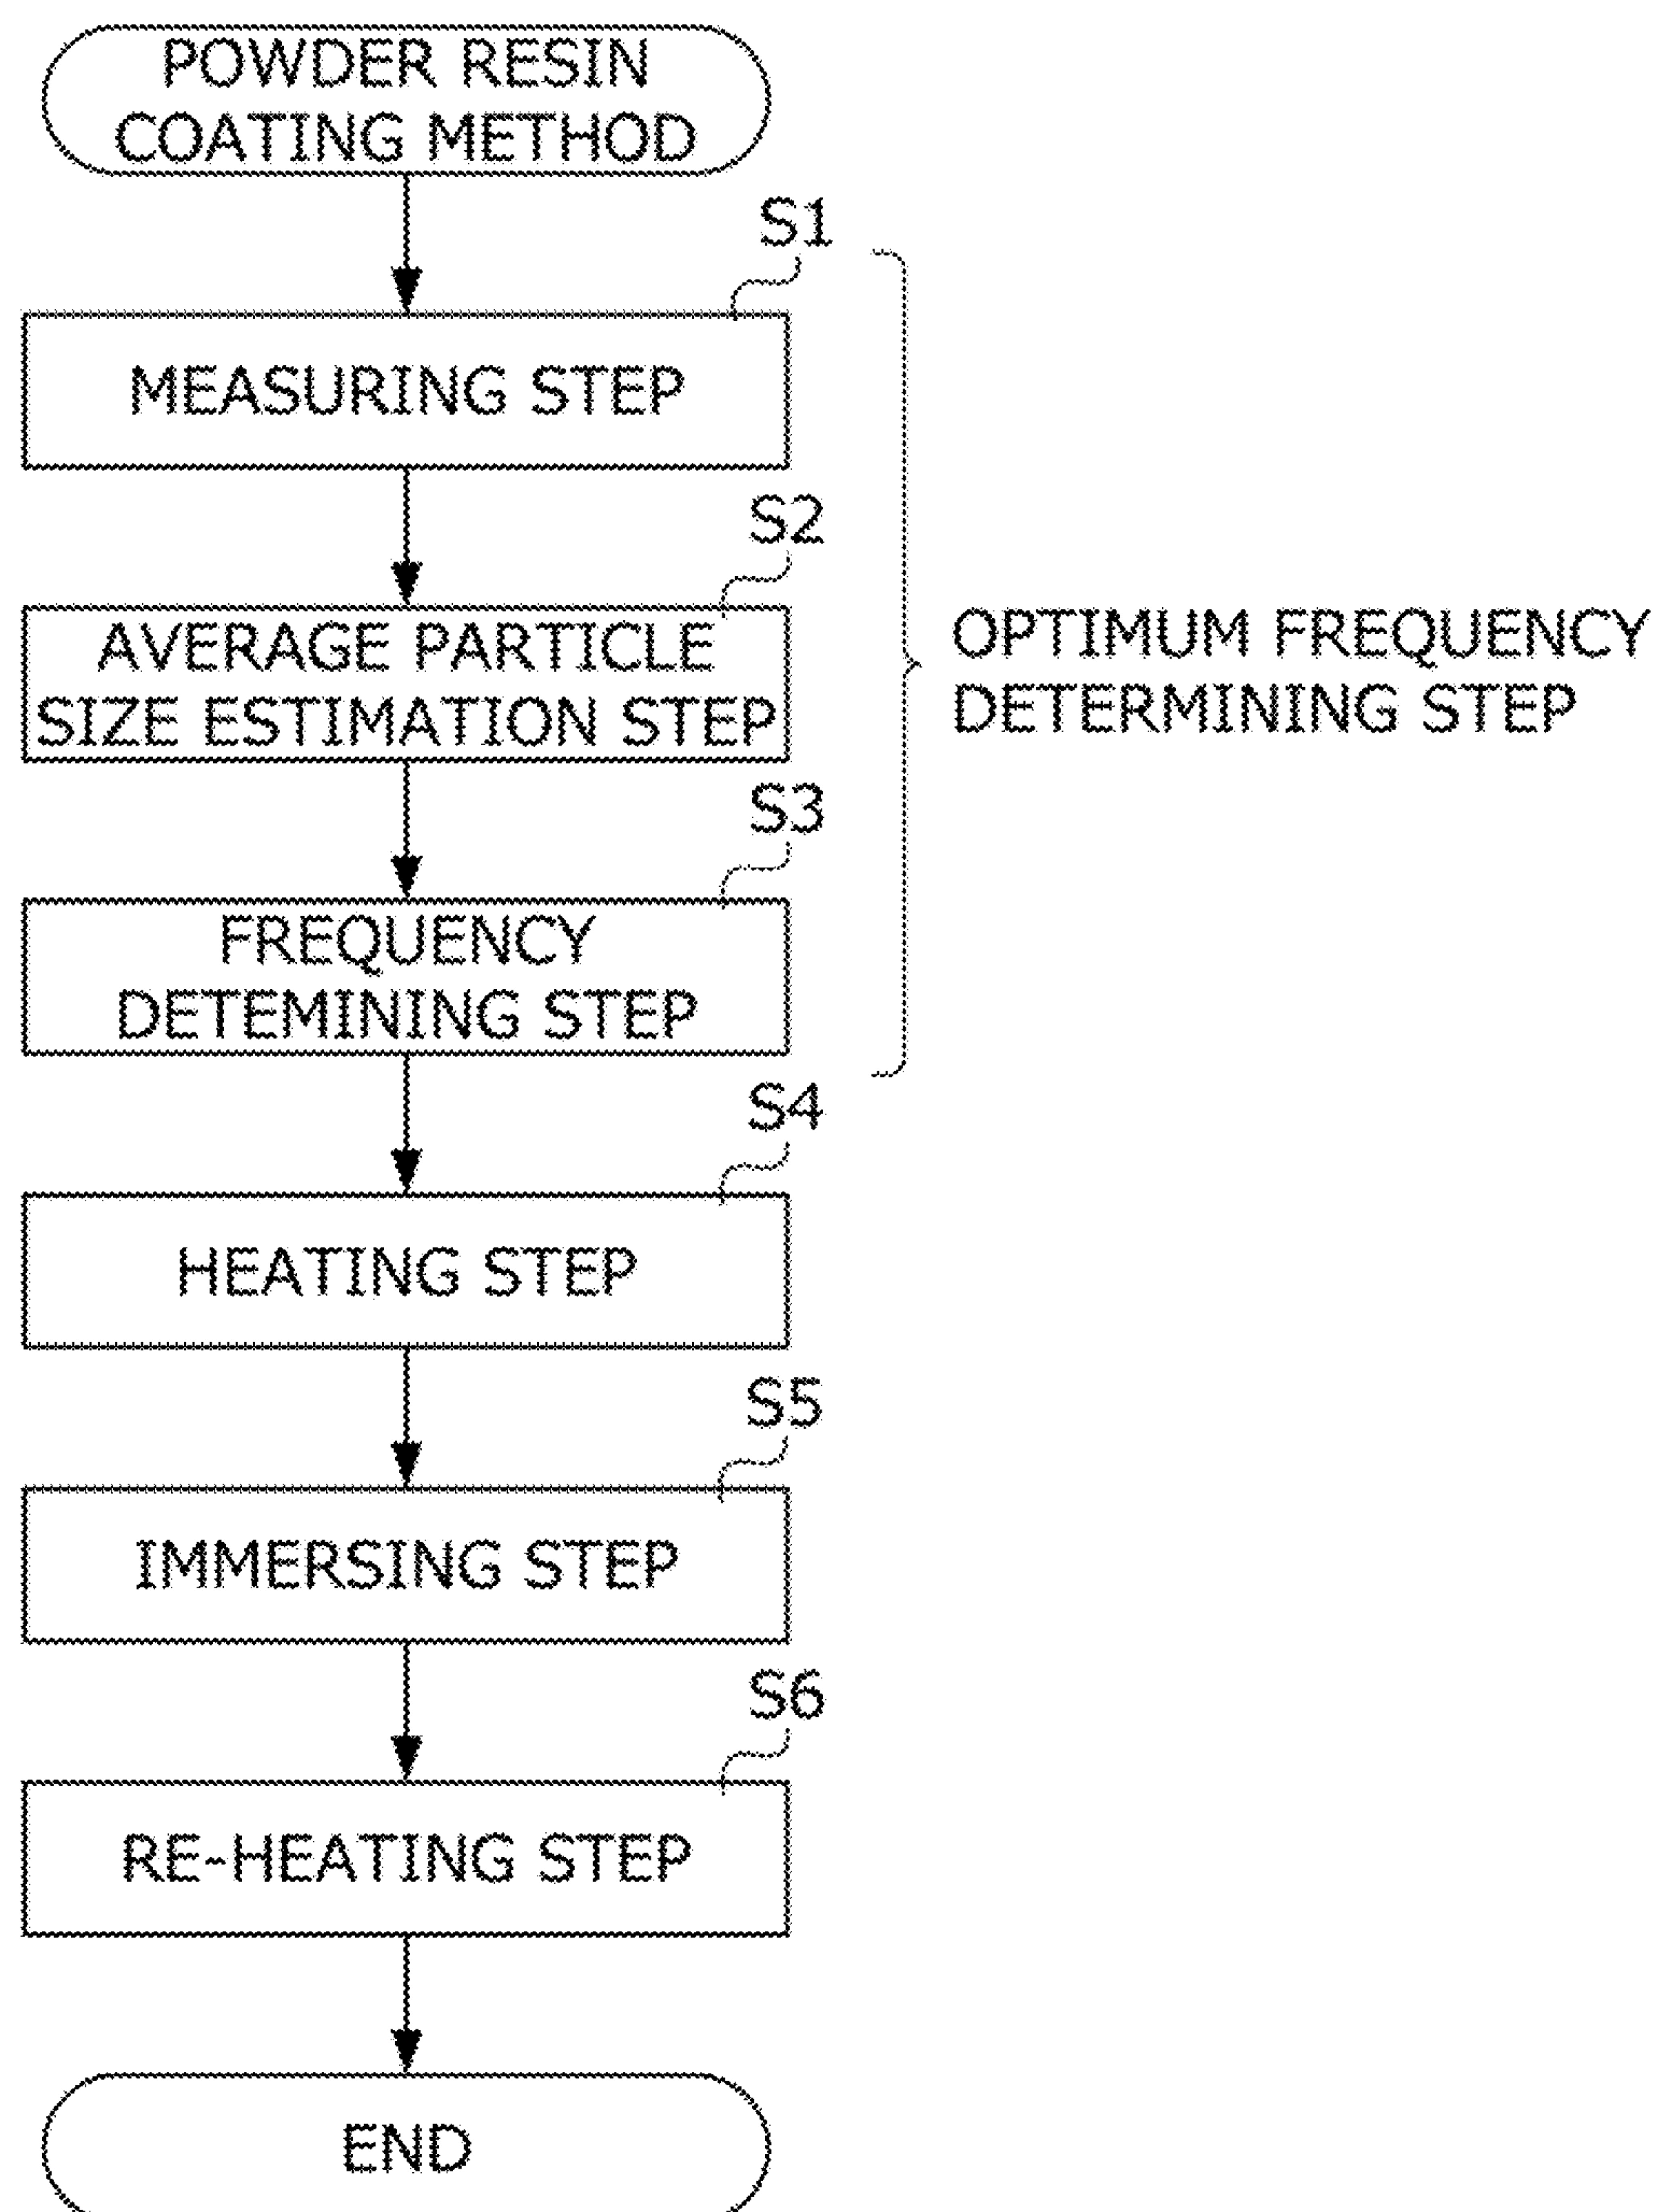 POWDER RESIN
COATING METHOD
S1
MEASURING STEP
S2
AVERAGE PARTICLE
SIZE ESTIMATION STEP
OPTIMUM FREQUENCY
DETERMINING STEP
S3
FREQUENCY
DETEMINING STEP
S4
HEATING STEP
S5
IMMERSING STEP
S6
RE-HEATING STEP
END